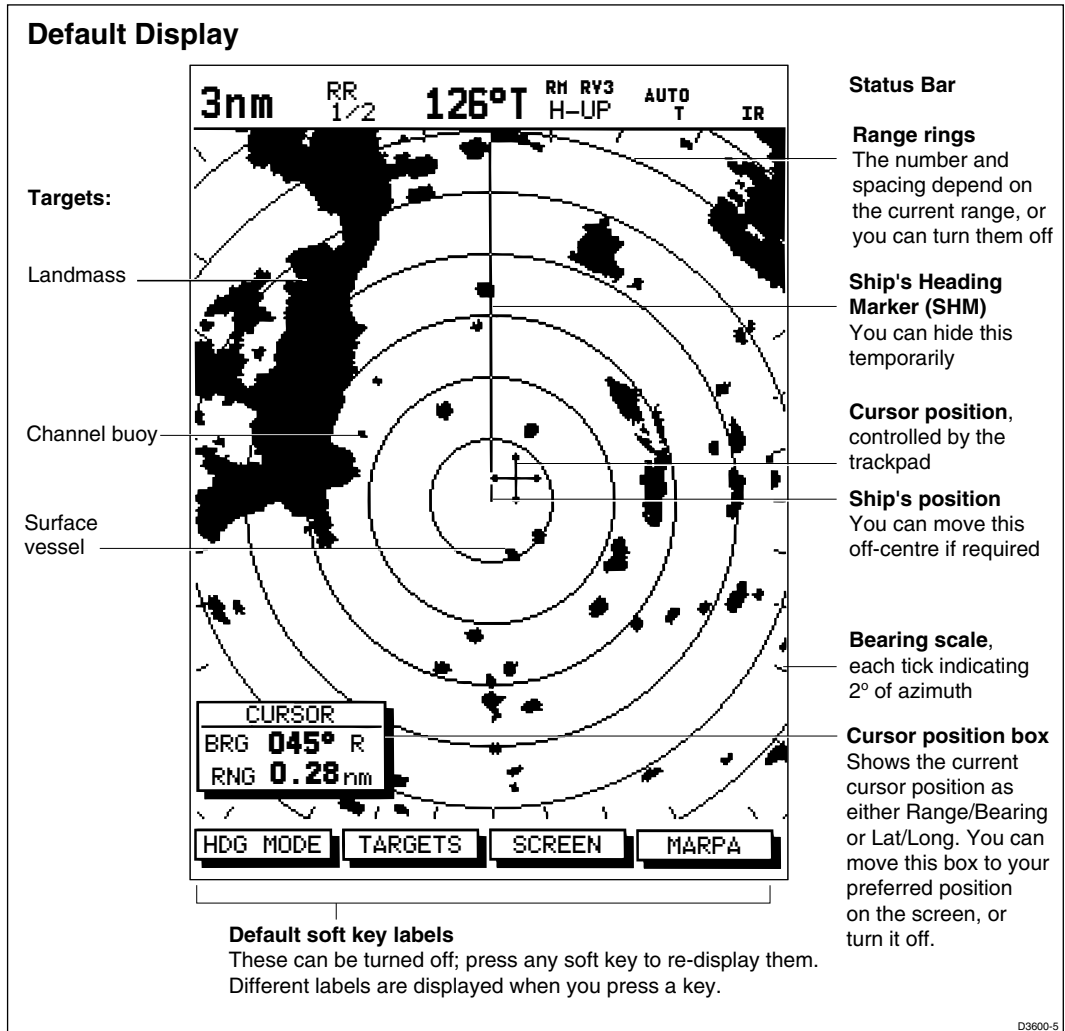 Default Display
3nm RR 1/2 126°T RM RV3 H-UP AUTO T IR
Status Bar
Range rings
The number and
spacing depend on
the current range, or
you can turn them off
Targets:
Landmass
Ship's Heading
Marker (SHM)
You can hide this
temporarily
Cursor position,
controlled by the
trackpad
Channel buoy
Ship's position
You can move this
off-centre if required
Surface
vessel
Bearing scale,
each tick indicating
2° of azimuth
CURSOR
BRG 045° R
RNG 0.28 nm
Cursor position box
Shows the current
cursor position as
either Range/Bearing
or Lat/Long. You can
move this box to your
preferred position
on the screen, or
turn it off.
HDG MODE TARGETS SCREEN MARPA
Default soft key labels
These can be turned off; press any soft key to re-display them.
Different labels are displayed when you press a key.
D3600-5